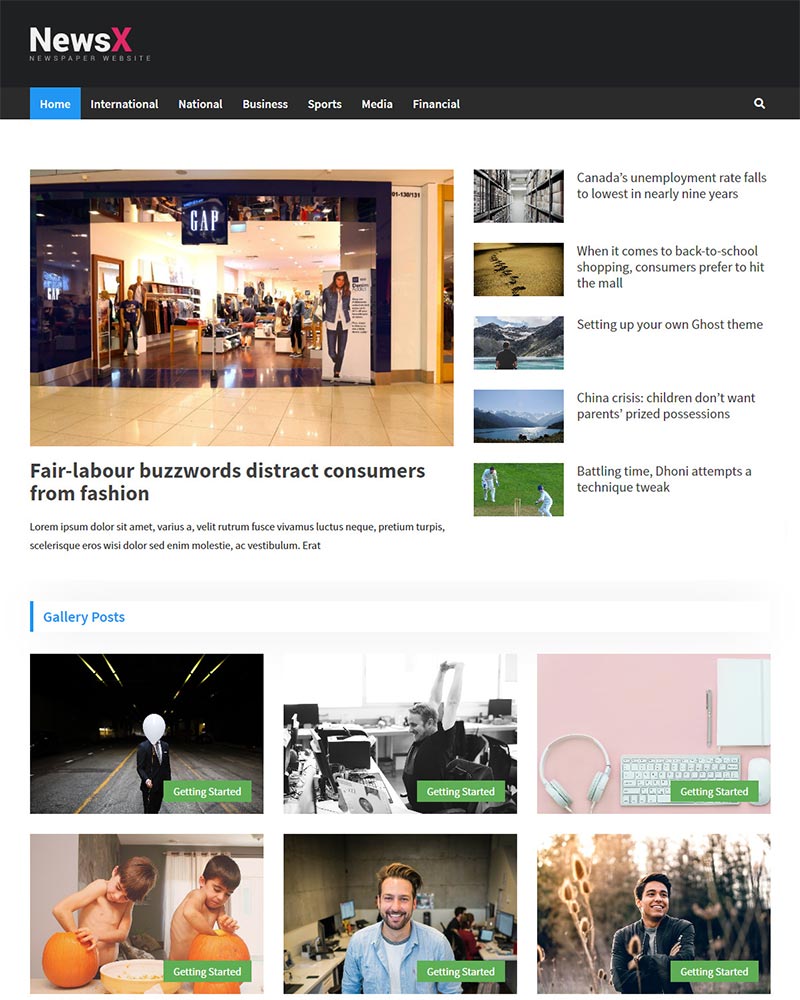 NewsX
NEWSPAPER WEBSITE
Home International National Business Sports Media Financial
GAP
01-130/131
GAP
Canada's unemployment rate falls
to lowest in nearly nine years
When it comes to back-to-school
shopping, consumers prefer to hit
the mall
Setting up your own Ghost theme
China crisis: children don't want
parents' prized possessions
Battling time, Dhoni attempts a
technique tweak
Fair-labour buzzwords distract consumers
from fashion
Lorem ipsum dolor sit amet, varius a, velit rutrum fusce vivamus luctus neque, pretium turpis,
scelerisque eros wisi dolor sed enim molestie, ac vestibulum. Erat
Gallery Posts
Getting Started
Getting Started
Getting Started
Getting Started
Getting Started
Getting Started